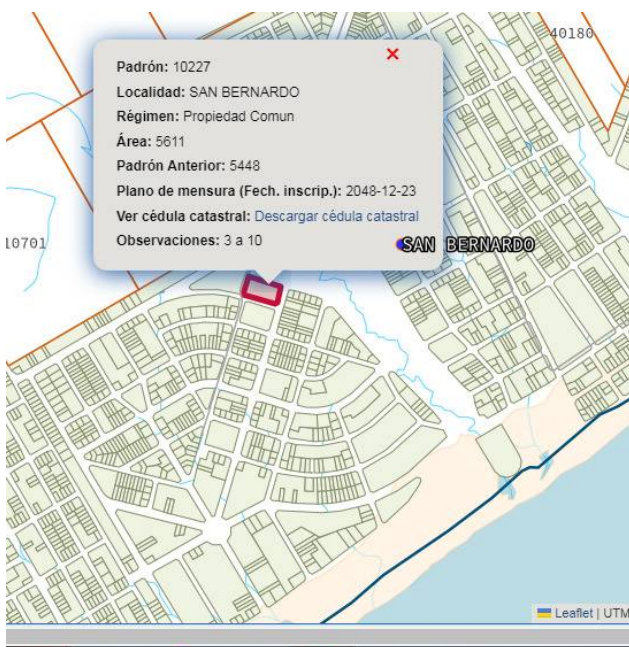 40180
×
Padrón: 10227
Localidad: SAN BERNARDO
Régimen: Propiedad Comun
Área: 5611
Padrón Anterior: 5448
Plano de mensura (Fech. inscrip.): 2048-12-23
Ver cédula catastral: Descargar cédula catastral
Observaciones: 3 a 10
10701
SAN BERNARDO
Leaflet | UTM